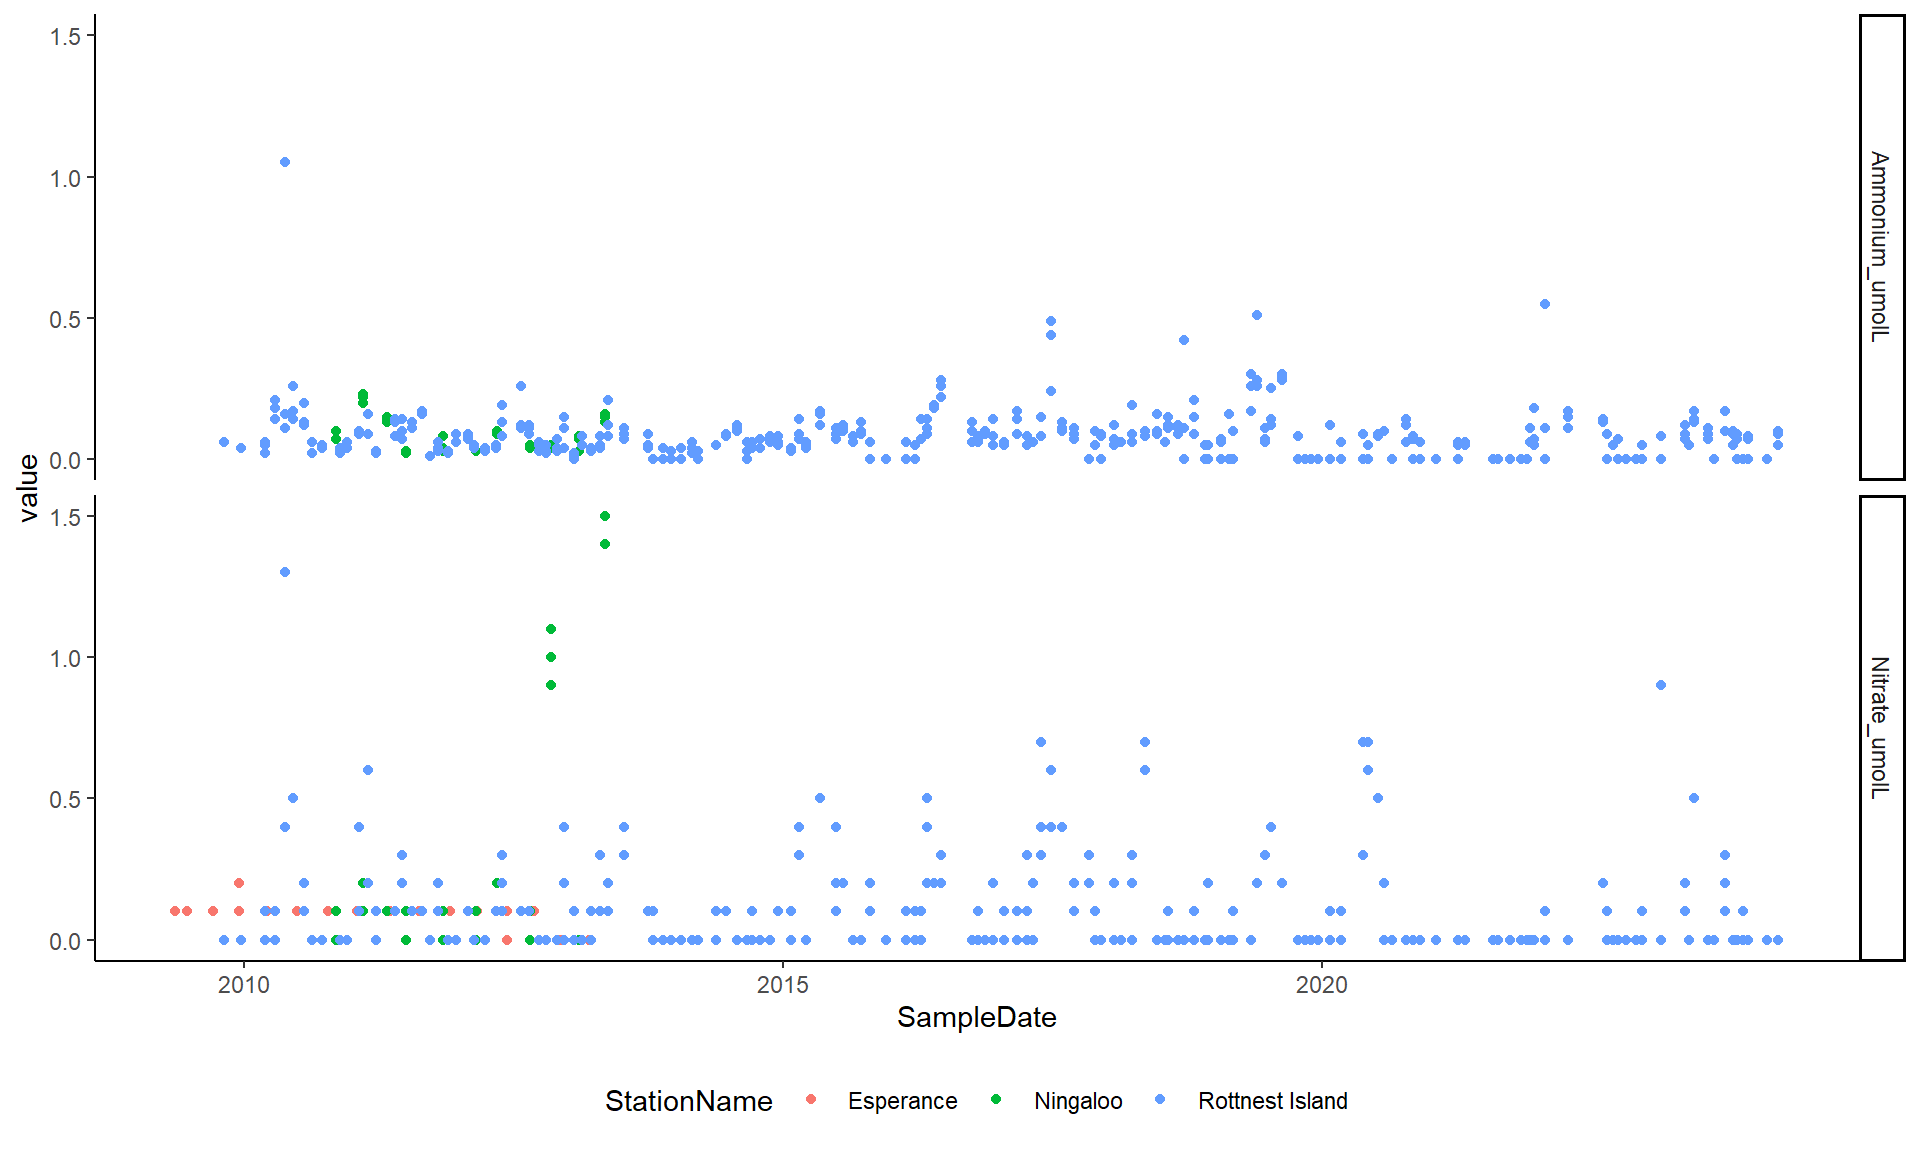 1.5
1.0
0.5
0.0
Ammonium_umolL
value
1.5
1.0
0.5
0.0
Nitrate_umolL
2010 2015 2020
SampleDate
StationName Esperance Ningaloo Rottnest Island